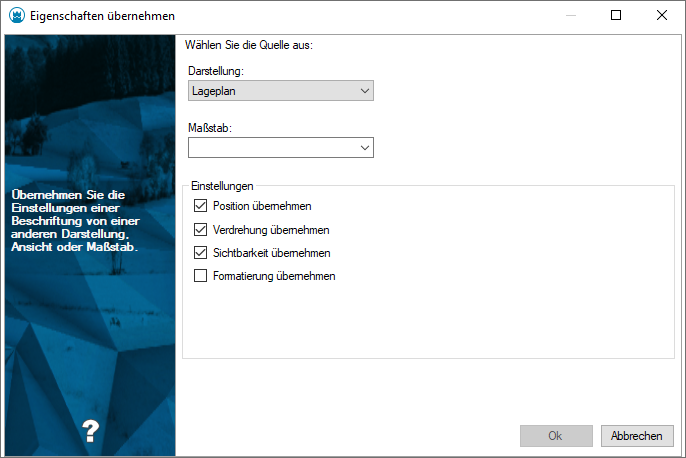 Eigenschaften übernehmen
Wählen Sie die Quelle aus:
Darstellung:
Lageplan
Maßstab:
Übernehmen Sie die
Einstellungen einer
Beschriftung von einer
anderen Darstellung,
Ansicht oder Maßstab.
Einstellungen
Position übernehmen
Verdrehung übernehmen
Sichtbarkeit übernehmen
Formatierung übernehmen
?
Ok
Abbrechen